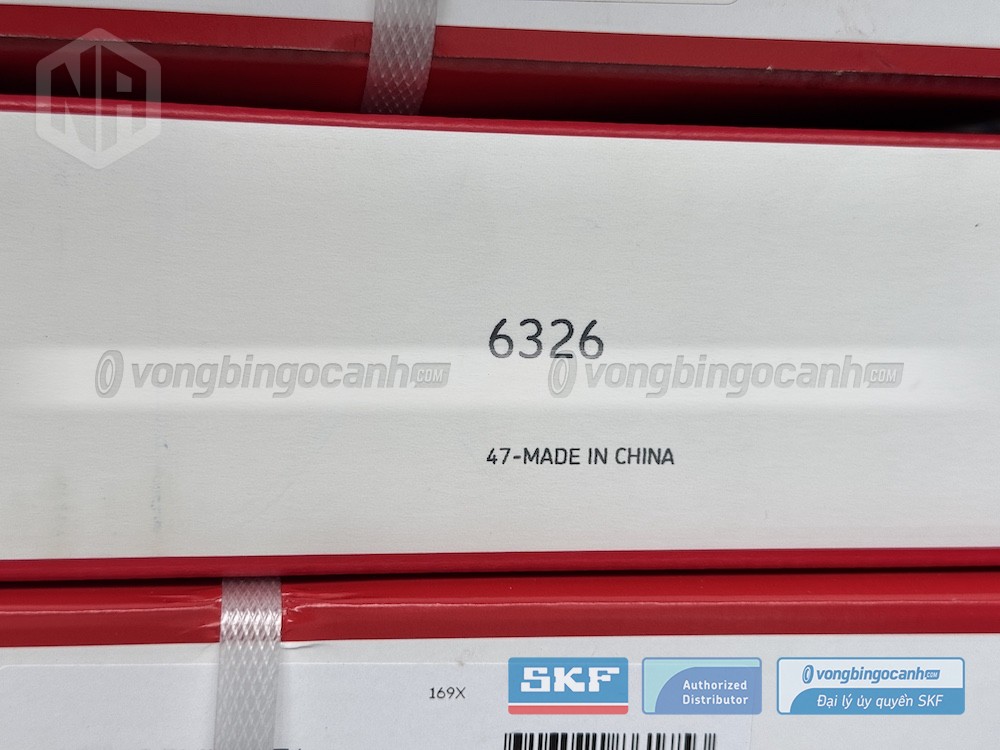 NA
6326
vongbingocanh.COM
vongbingocanh.COM
47-MADE IN CHINA
169X
SKF
Authorized
Distributor
vongbingocanh.COM
Đại lý ủy quyền SKF